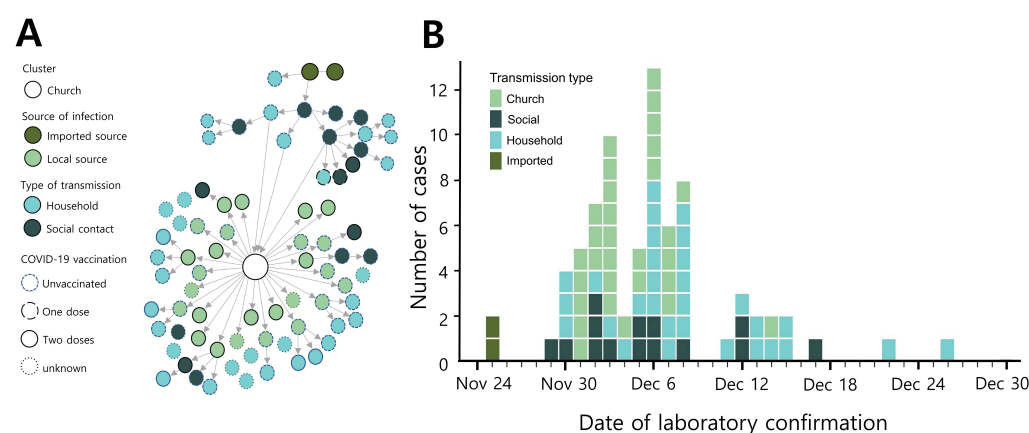 A
Cluster
Church
Source of infection
Imported source
Local source
Type of transmission
Household
Social contact
COVID-19 vaccination
Unvaccinated
One dose
Two doses
unknown
B
Transmission type
Church
Social
Household
Imported
Number of cases
12
10
8
6
4
2
0
Nov 24 Nov 30 Dec 6 Dec 12 Dec 18 Dec 24 Dec 30
Date of laboratory confirmation